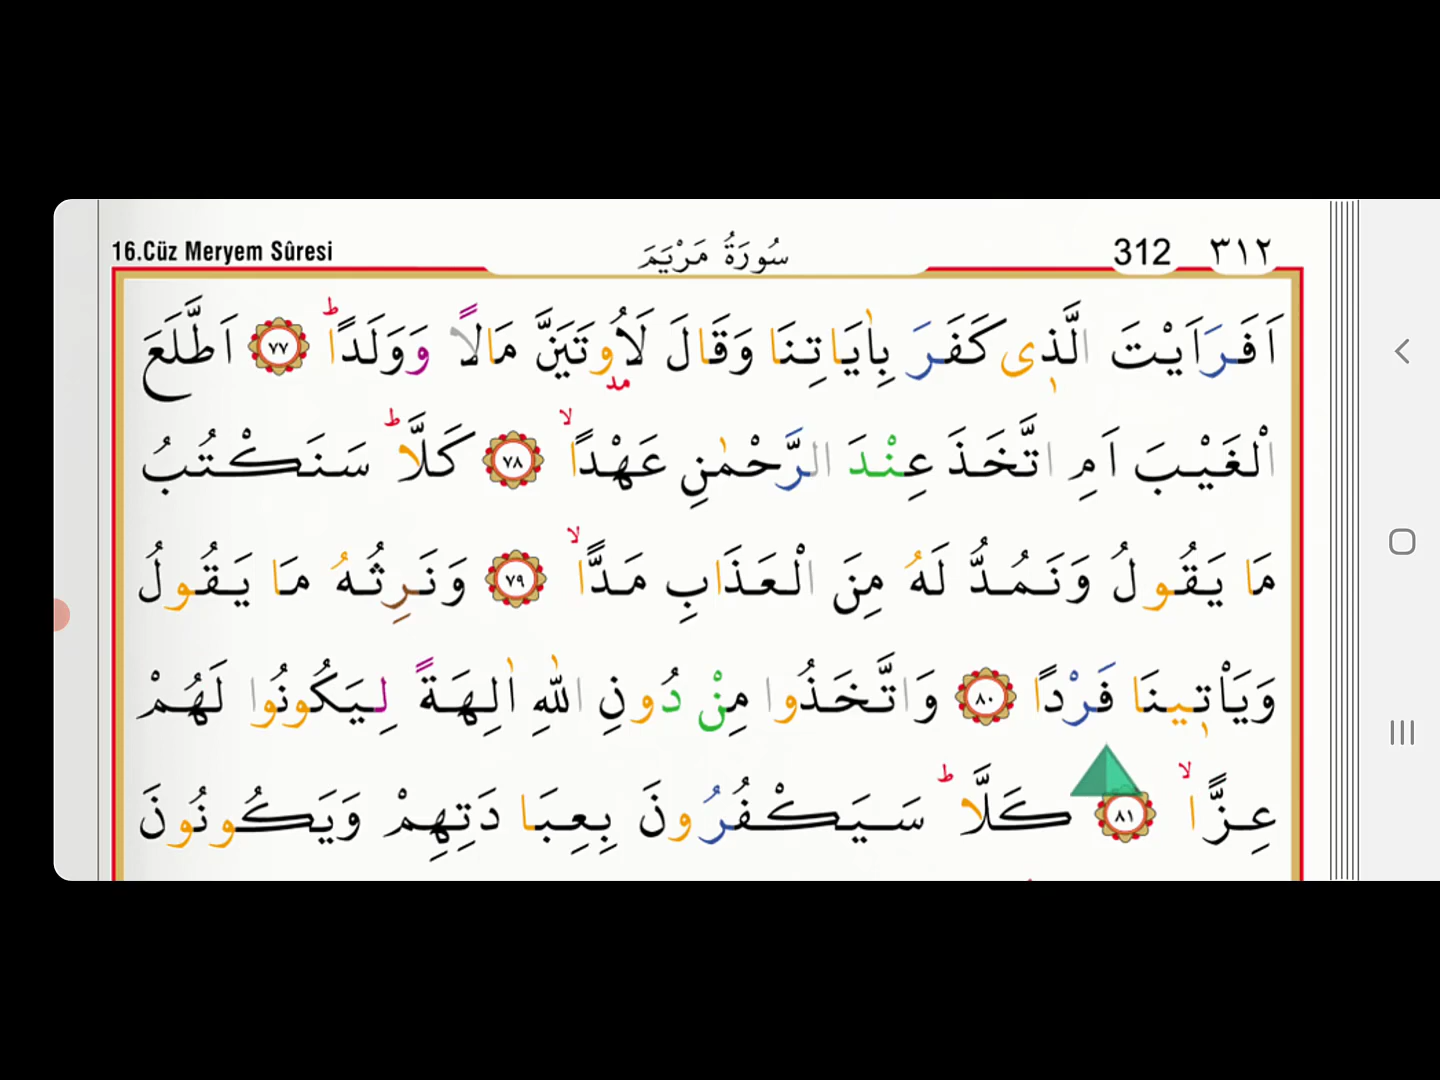 16.Cüz Meryem Sûresi سُورَةُ مَرْيَمَ 312 ٣١٢
اَفَرَاَيْتَ الَّذ۪ى كَفَرَ بِاٰيَاتِنَا وَقَالَ لَاُوتَيَنَّ مَالًا وَوَلَدًاۜ ﴿٧٧﴾ اَطَّلَعَ
مد
الْغَيْبَ اَمِ اتَّخَذَ عِنْدَ الرَّحْمٰنِ عَهْدًاۙ ﴿٧٨﴾ كَلَّاۜ سَنَكْتُبُ
مَا يَقُولُ وَنَمُدُّ لَهُ مِنَ الْعَذَابِ مَدًّاۙ ﴿٧٩﴾ وَنَرِثُهُ مَا يَقُولُ
وَيَأْت۪ينَا فَرْدًا ﴿٨٠﴾ وَاتَّخَذُوا مِنْ دُونِ اللّٰهِ اٰلِهَةً لِيَكُونُوا لَهُمْ
عِزًّاۙ ﴿٨١﴾ كَلَّاۜ سَيَكْفُرُونَ بِعِبَادَتِهِمْ وَيَكُونُونَ